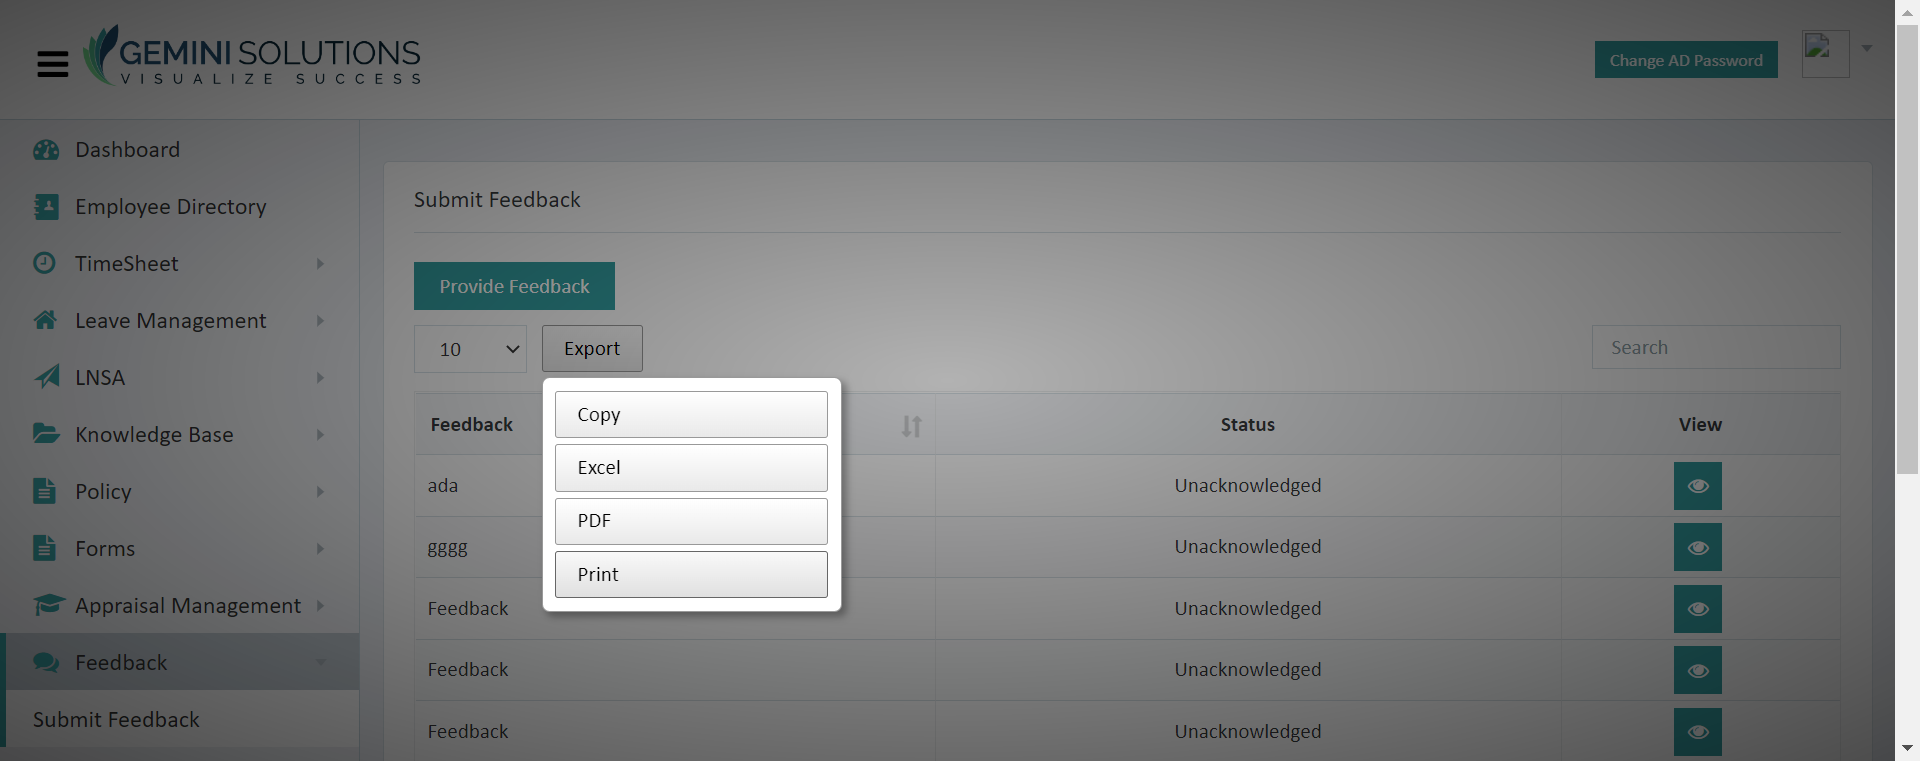 GEMINI SOLUTIONS
VISUALIZE SUCCESS
Change AD Password
Dashboard
Employee Directory
TimeSheet
Leave Management
LNSA
Knowledge Base
Policy
Forms
Appraisal Management
Feedback
Submit Feedback
Submit Feedback
Provide Feedback
10
Export
Search
Copy
Excel
PDF
Print
Feedback Status View
ada Unacknowledged
gggg Unacknowledged
Feedback Unacknowledged
Feedback Unacknowledged
Feedback Unacknowledged